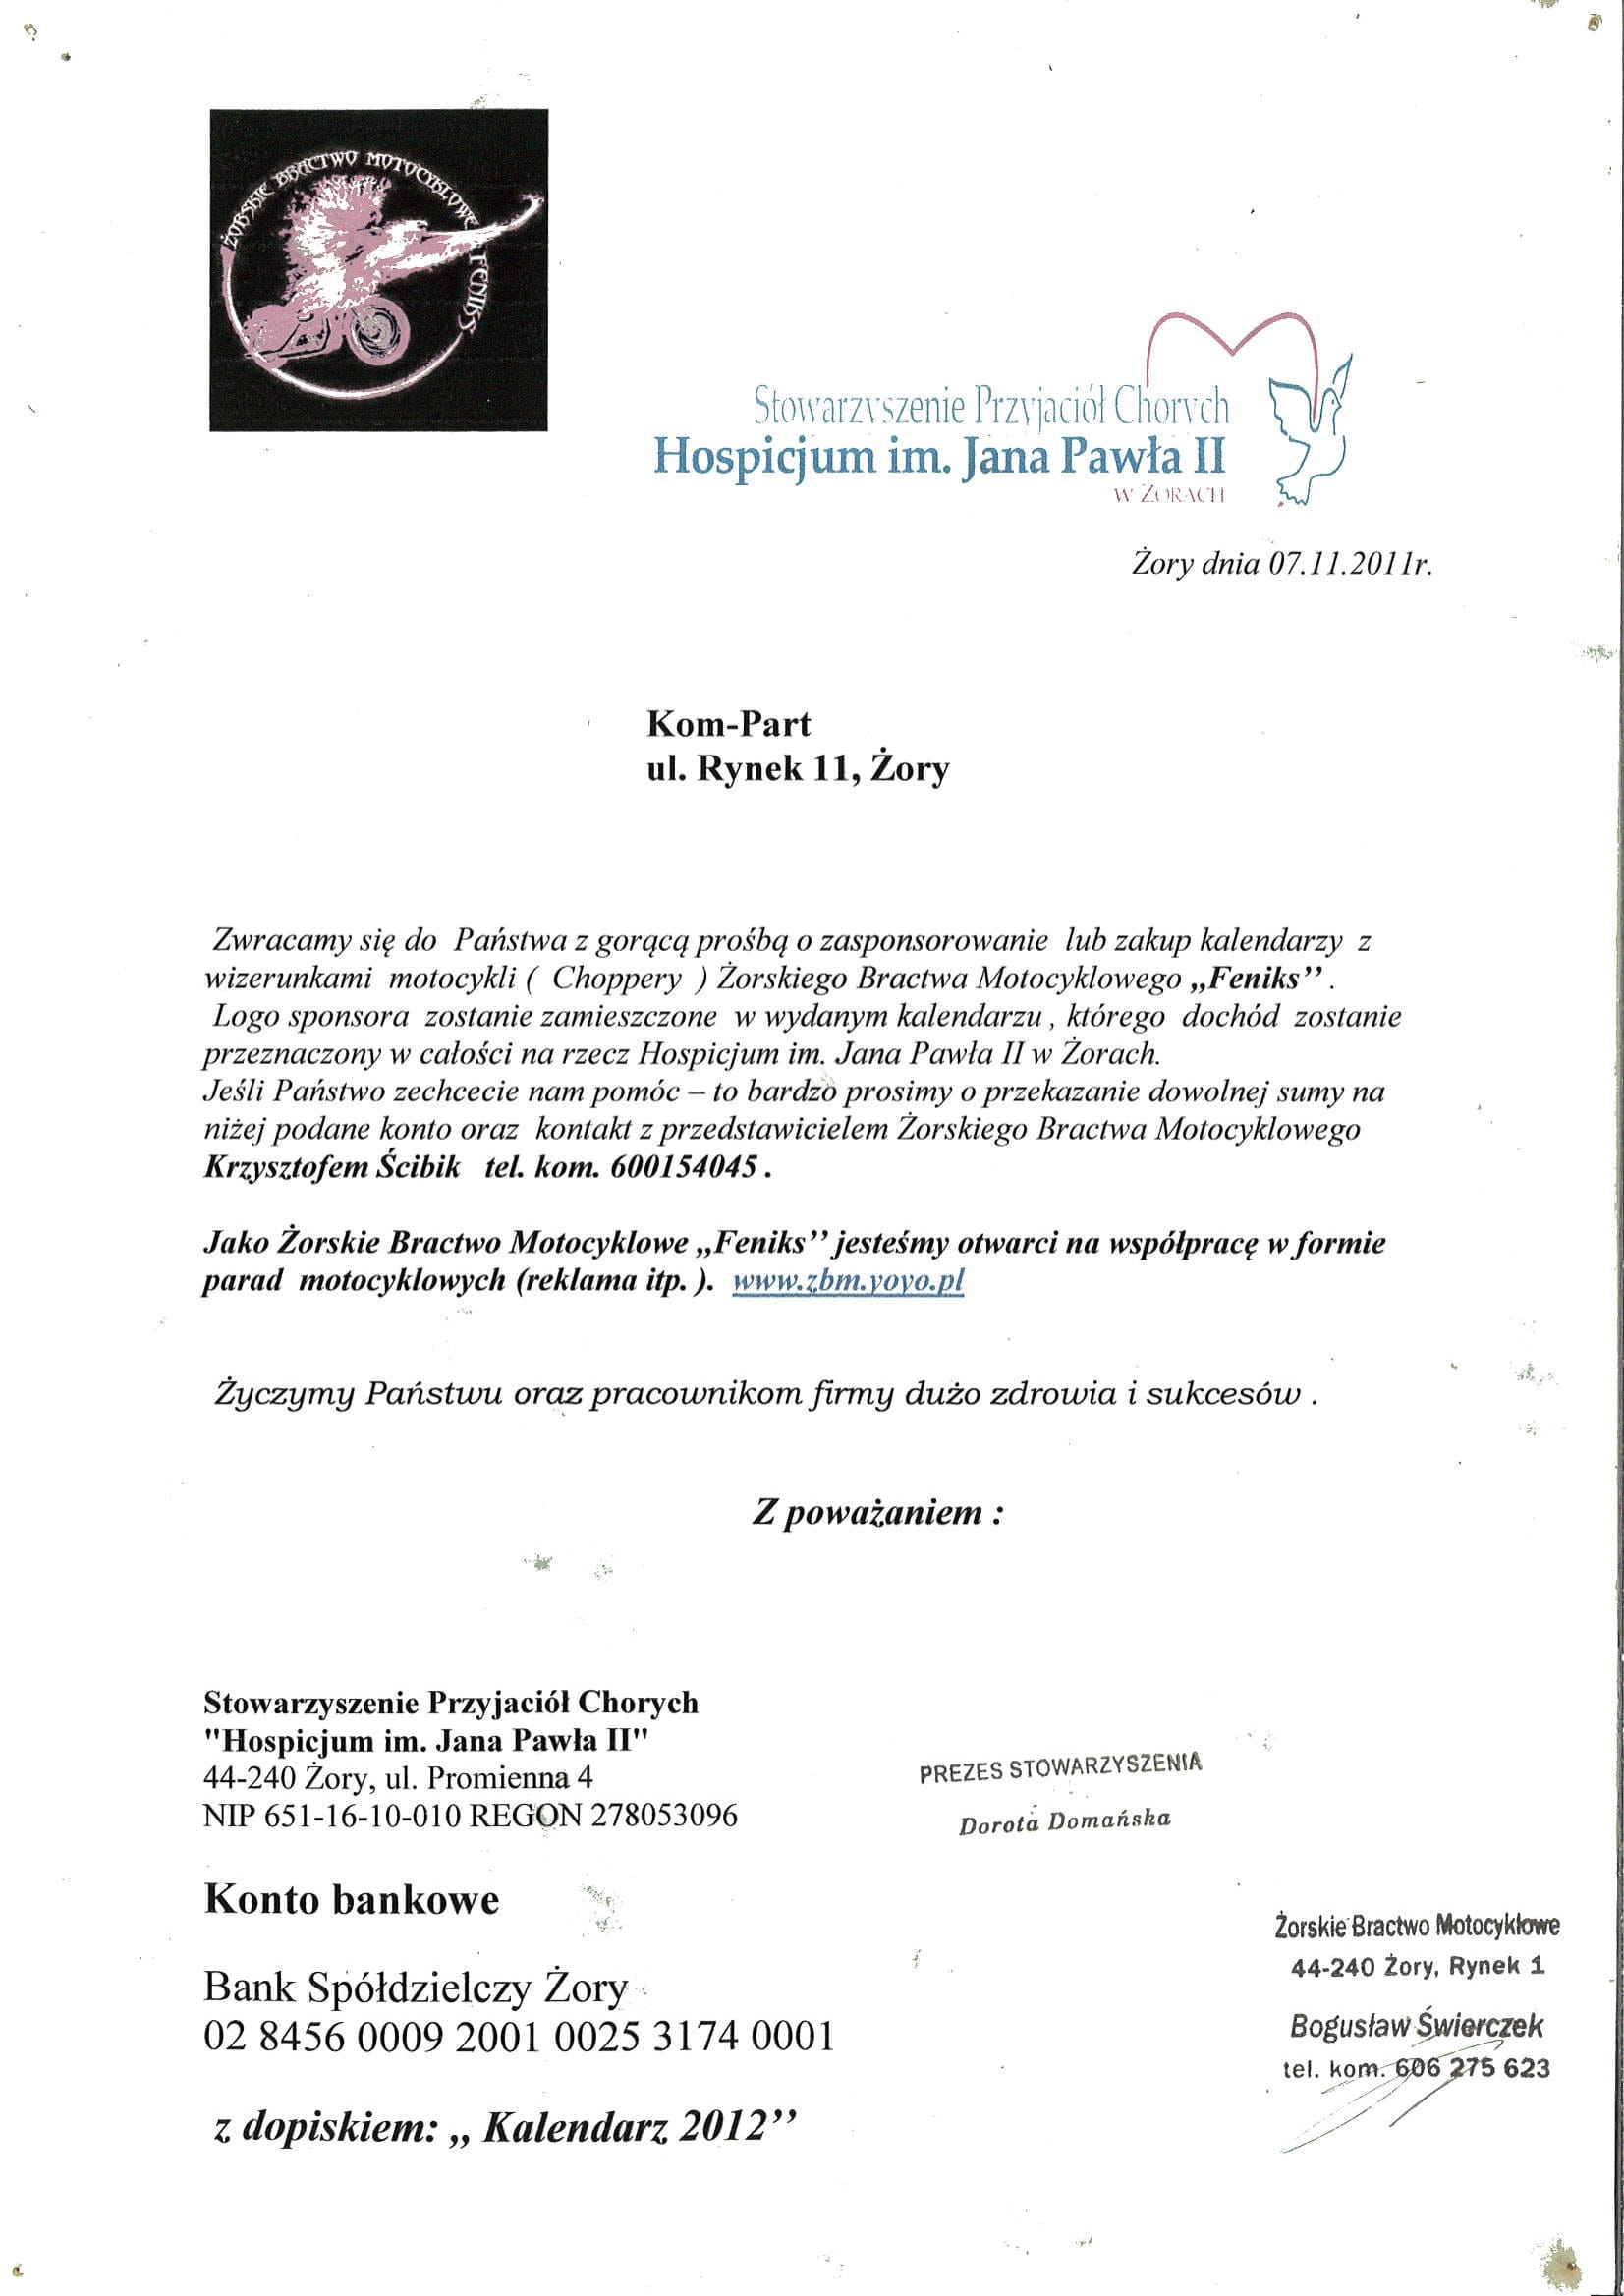 ŻORSKIE BRACTWO MOTOCYKLOWE FENIKS
Stowarzyszenie Przyjaciół Chorych
Hospicjum im. Jana Pawła II
W ŻORACH
Żory dnia 07.11.2011r.
Kom-Part
ul. Rynek 11, Żory
Zwracamy się do Państwa z gorącą prośbą o zasponsorowanie lub zakup kalendarzy z
wizerunkami motocykli ( Choppery ) Żorskiego Bractwa Motocyklowego „Feniks’’ .
Logo sponsora zostanie zamieszczone w wydanym kalendarzu , którego dochód zostanie
przeznaczony w całości na rzecz Hospicjum im. Jana Pawła II w Żorach.
Jeśli Państwo zechcecie nam pomóc – to bardzo prosimy o przekazanie dowolnej sumy na
niżej podane konto oraz kontakt z przedstawicielem Żorskiego Bractwa Motocyklowego
Krzysztofem Ścibik tel. kom. 600154045 .
Jako Żorskie Bractwo Motocyklowe „Feniks’’ jesteśmy otwarci na współpracę w formie
parad motocyklowych (reklama itp. ). www.zbm.yoyo.pl
Życzymy Państwu oraz pracownikom firmy dużo zdrowia i sukcesów .
Z poważaniem :
Stowarzyszenie Przyjaciół Chorych
"Hospicjum im. Jana Pawła II"
44-240 Żory, ul. Promienna 4
NIP 651-16-10-010 REGON 278053096
PREZES STOWARZYSZENIA
Dorota Domańska
Konto bankowe
Bank Spółdzielczy Żory
02 8456 0009 2001 0025 3174 0001
z dopiskiem: „ Kalendarz 2012’’
Żorskie Bractwo Motocyklowe
44-240 Żory, Rynek 1
Bogusław Świerczek
tel. kom. 606 275 623